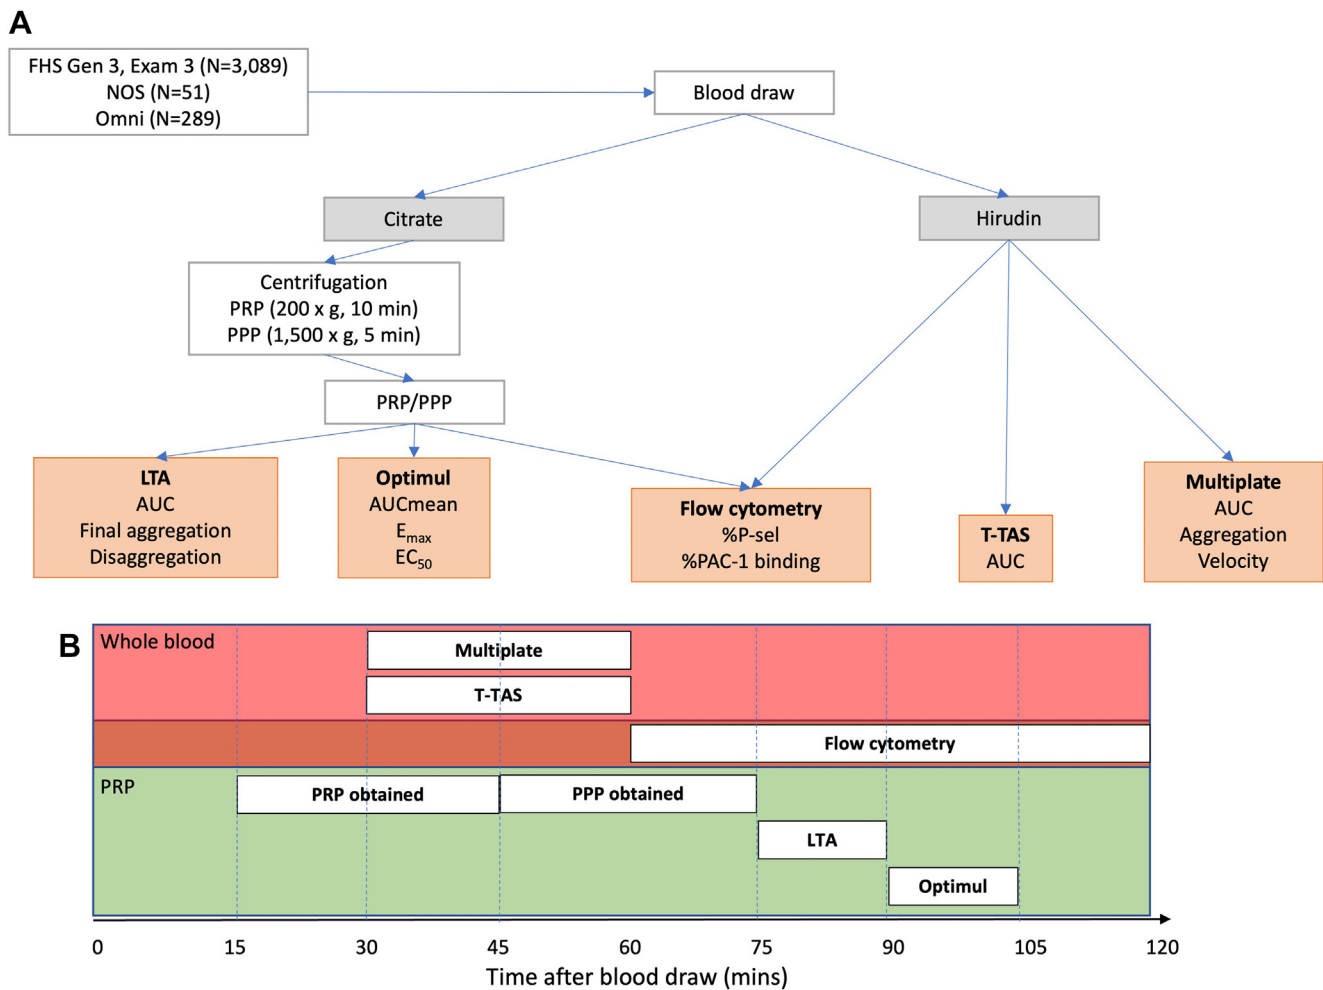 A
FHS Gen 3, Exam 3 (N=3,089)
NOS (N=51)
Omni (N=289)
Blood draw
Citrate
Hirudin
Centrifugation
PRP (200 x g, 10 min)
PPP (1,500 x g, 5 min)
PRP/PPP
LTA
AUC
Final aggregation
Disaggregation
Optimul
AUCmean
Emax
EC50
Flow cytometry
%P-sel
%PAC-1 binding
T-TAS
AUC
Multiplate
AUC
Aggregation
Velocity
B
Whole blood
Multiplate
T-TAS
Flow cytometry
PRP
PRP obtained
PPP obtained
LTA
Optimul
0 15 30 45 60 75 90 105 120
Time after blood draw (mins)